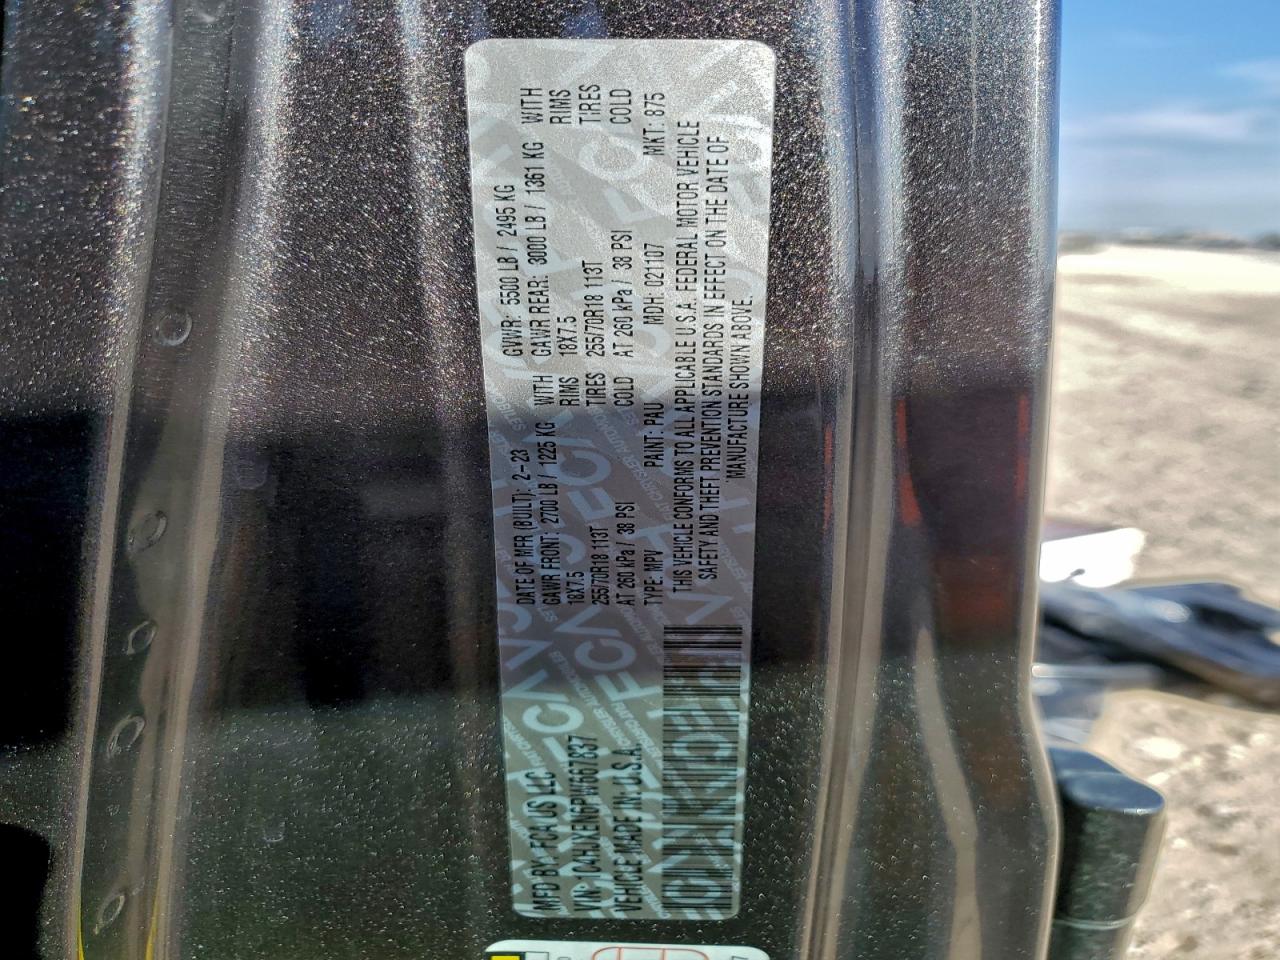 MFD BY: FCA US LLC
DATE OF MFR (BUILT): 2-23 GVWR: 5500 LB / 2495 KG
GAWR FRONT: 2700 LB / 1225 KG WITH GAWR REAR: 3000 LB / 1361 KG WITH
18X7.5 RIMS 18X7.5 RIMS
255/70R18 113T TIRES 255/70R18 113T TIRES
AT 260 kPa / 38 PSI COLD AT 260 kPa / 38 PSI COLD
VIN: 1C4HJXEN6PW667837
VEHICLE MADE IN U.S.A.
TYPE: MPV PAINT: PAU MDH: 021107 MKT: 875
THIS VEHICLE CONFORMS TO ALL APPLICABLE U.S.A. FEDERAL MOTOR VEHICLE
SAFETY AND THEFT PREVENTION STANDARDS IN EFFECT ON THE DATE OF
MANUFACTURE SHOWN ABOVE.